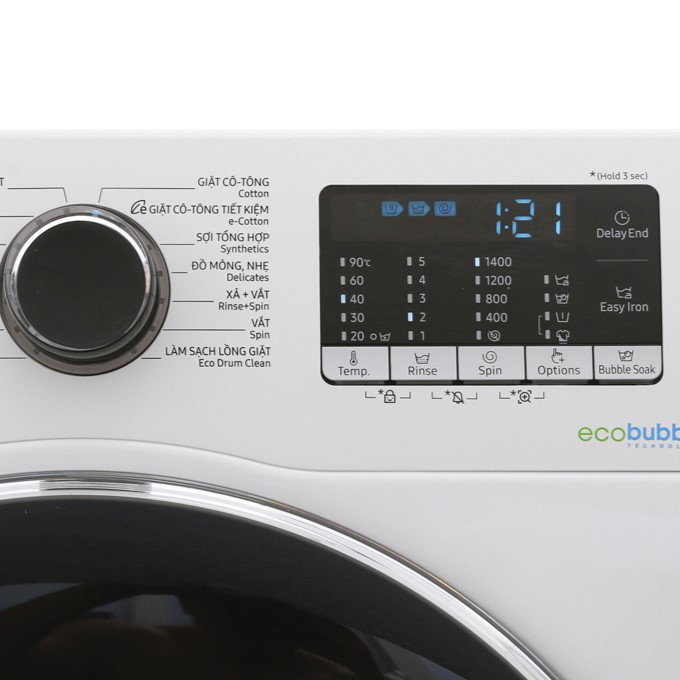 T
GIẶT CÔ-TÔNG
Cotton
GIẶT CÔ-TÔNG TIẾT KIỆM
e-Cotton
SỢI TỔNG HỢP
Synthetics
ĐỒ MỎNG, NHẸ
Delicates
XẢ + VẮT
Rinse+Spin
VẮT
Spin
LÀM SẠCH LỒNG GIẶT
Eco Drum Clean
*(Hold 3 sec)
1:21
Delay End
90℃ 5 1400
60 4 1200
40 3 800
30 2 400
20 1
Easy Iron
Temp. Rinse Spin Options Bubble Soak
* * *
ecobubb
TECHNOL